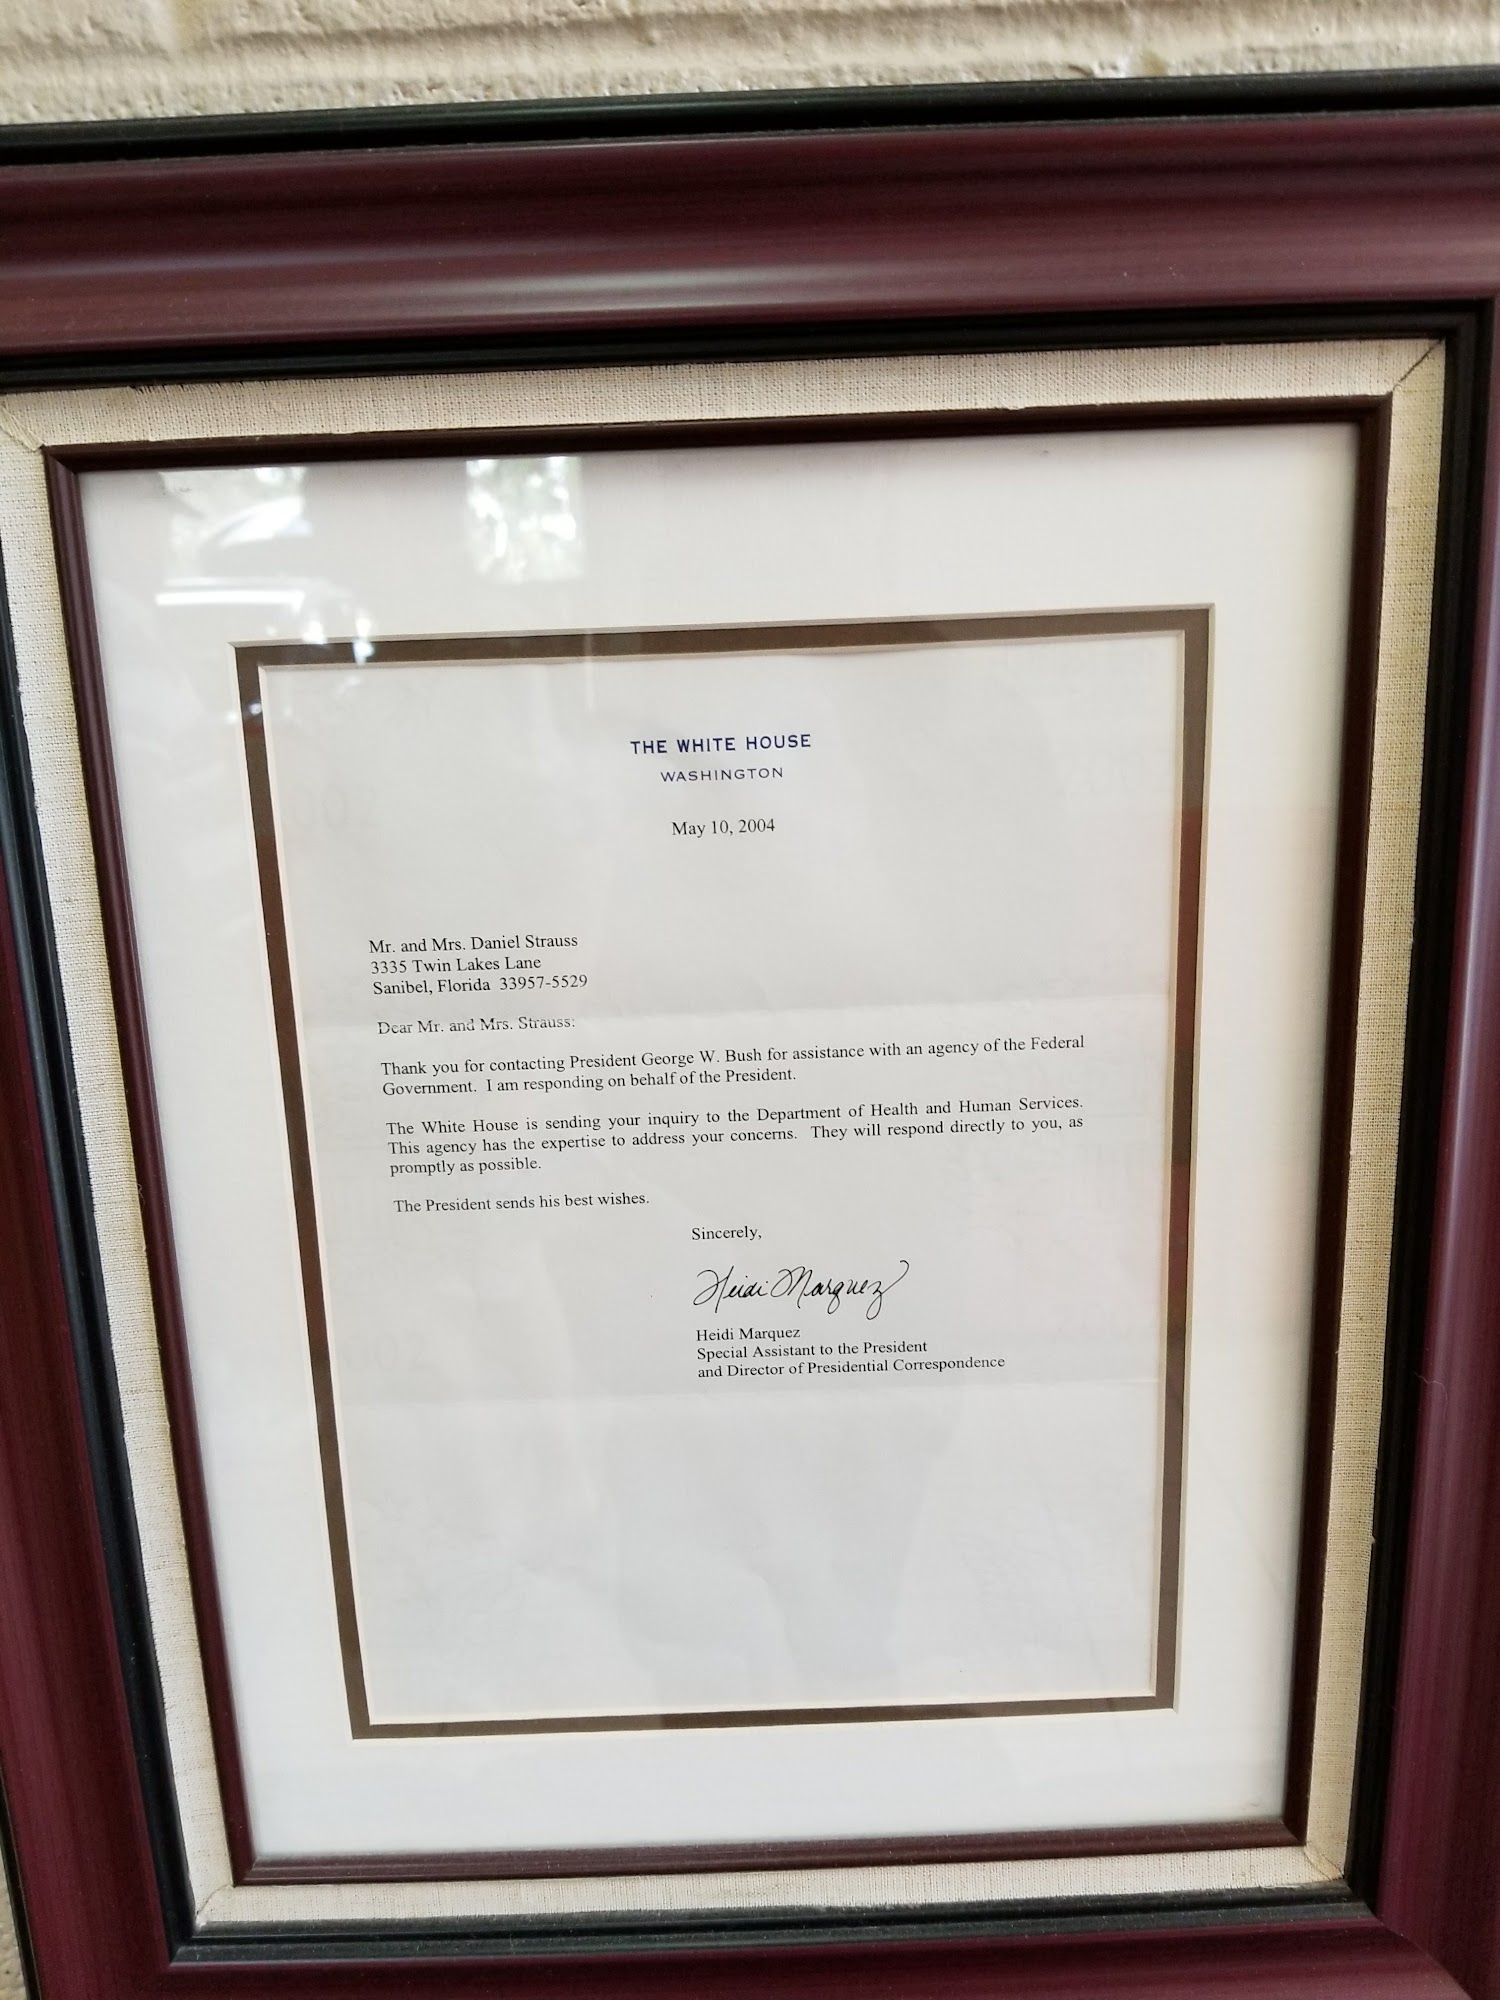 THE WHITE HOUSE
WASHINGTON
May 10, 2004
Mr. and Mrs. Daniel Strauss
3335 Twin Lakes Lane
Sanibel, Florida 33957-5529
Dear Mr. and Mrs. Strauss:
Thank you for contacting President George W. Bush for assistance with an agency of the Federal
Government. I am responding on behalf of the President.
The White House is sending your inquiry to the Department of Health and Human Services.
This agency has the expertise to address your concerns. They will respond directly to you, as
promptly as possible.
The President sends his best wishes.
Sincerely,
Heidi Marquez
Heidi Marquez
Special Assistant to the President
and Director of Presidential Correspondence